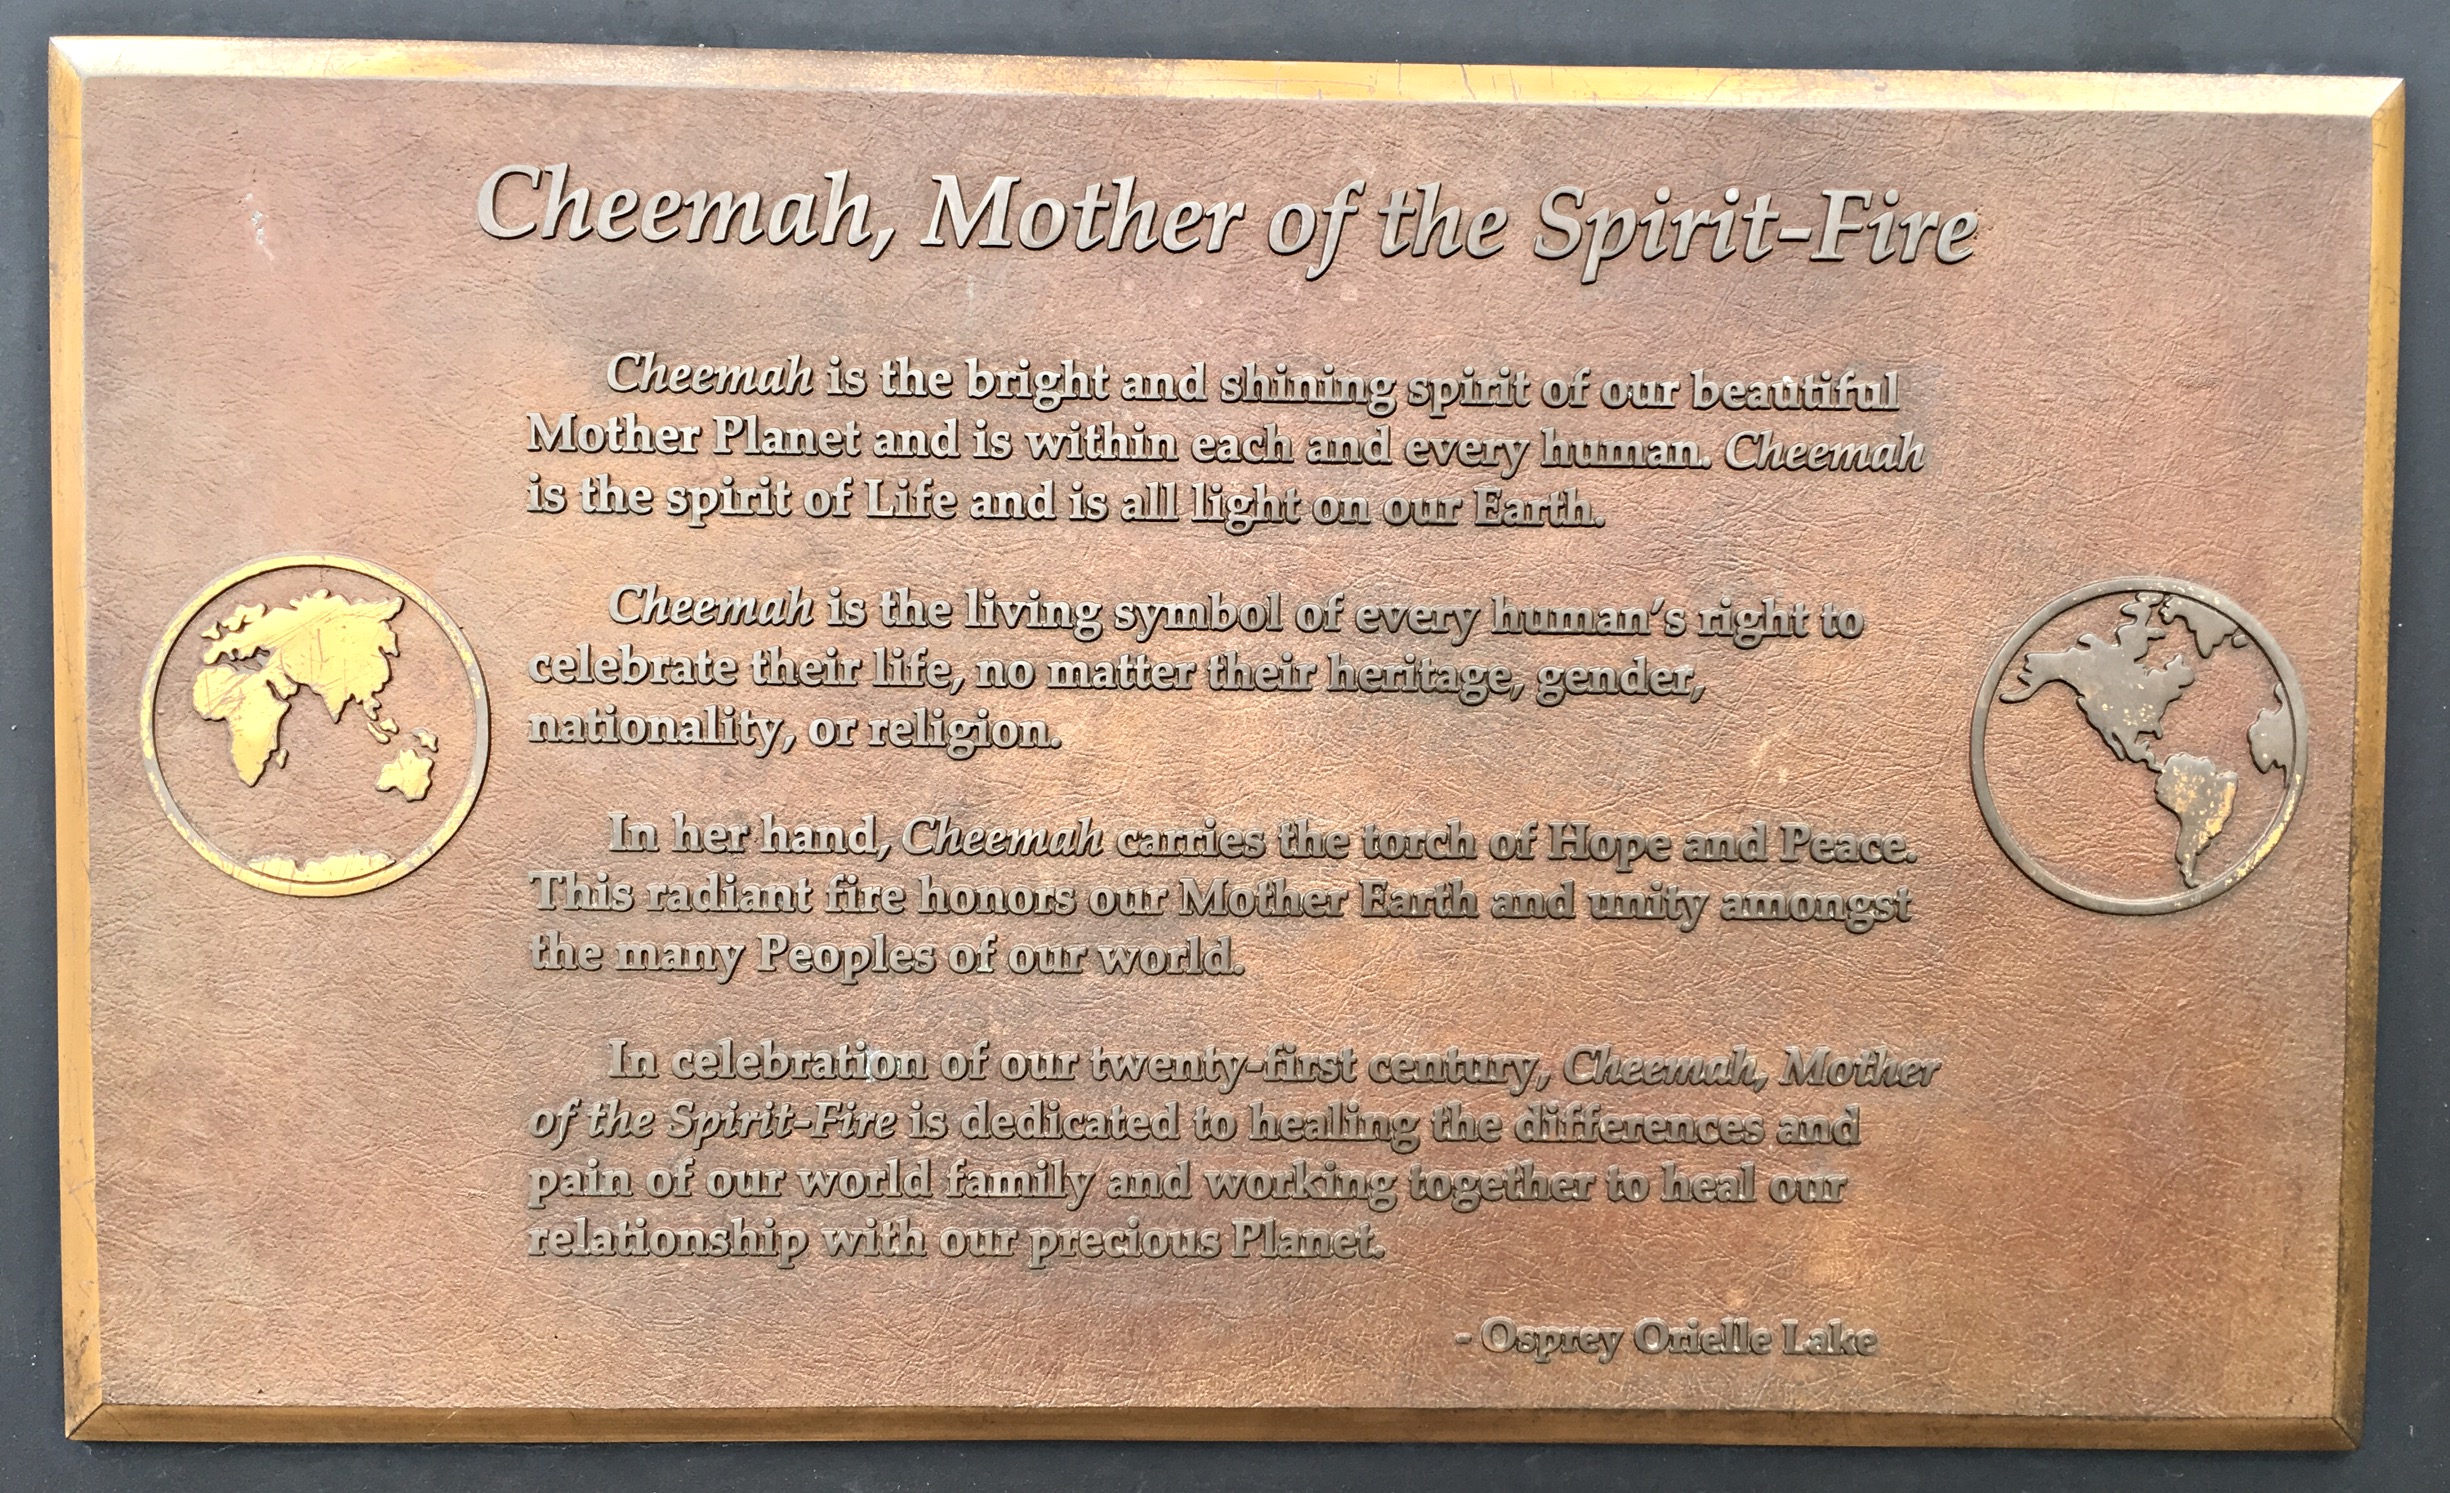 Cheemah, Mother of the Spirit-Fire
Cheemah is the bright and shining spirit of our beautiful
Mother Planet and is within each and every human. Cheemah
is the spirit of Life and is all light on our Earth.
Cheemah is the living symbol of every human's right to
celebrate their life, no matter their heritage, gender,
nationality, or religion.
In her hand, Cheemah carries the torch of Hope and Peace.
This radiant fire honors our Mother Earth and unity amongst
the many Peoples of our world.
In celebration of our twenty-first century, Cheemah, Mother
of the Spirit-Fire is dedicated to healing the differences and
pain of our world family and working together to heal our
relationship with our precious Planet.
- Osprey Orielle Lake